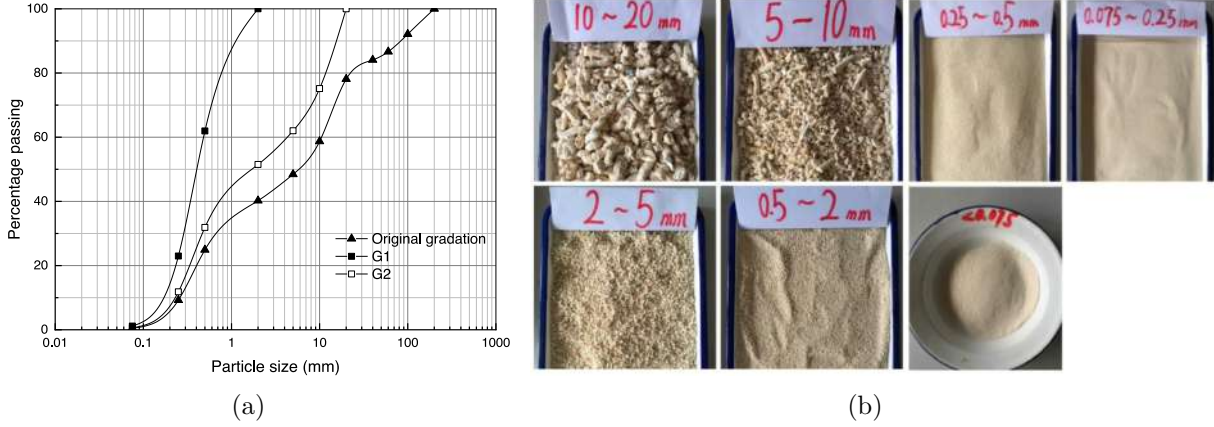 100
80
60
40
20
0
Percentage passing
Original gradation
G1
G2
0.01 0.1 1 10 100 1000
Particle size (mm)
(a)
10~20 mm
5-10 mm
0.25~0.5 mm
0.075~0.25 mm
2~5 mm
0.5~2 mm
<0.075
(b)